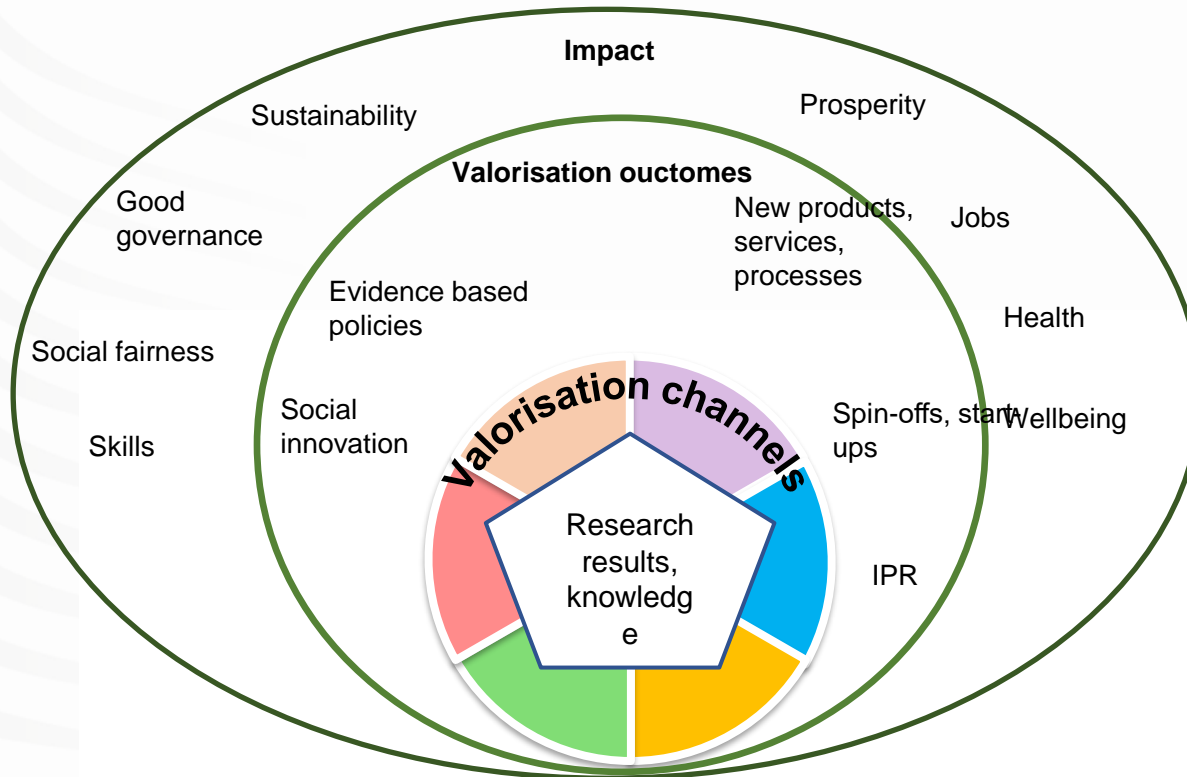 Impact
Sustainability
Prosperity
Valorisation ouctomes
Good
governance
New products,
services,
processes
Jobs
Evidence based
policies
Health
Social fairness
Social
innovation
Valorisation channels
Spin-offs, start-
ups
Wellbeing
Skills
Research
results,
knowledg
e
IPR